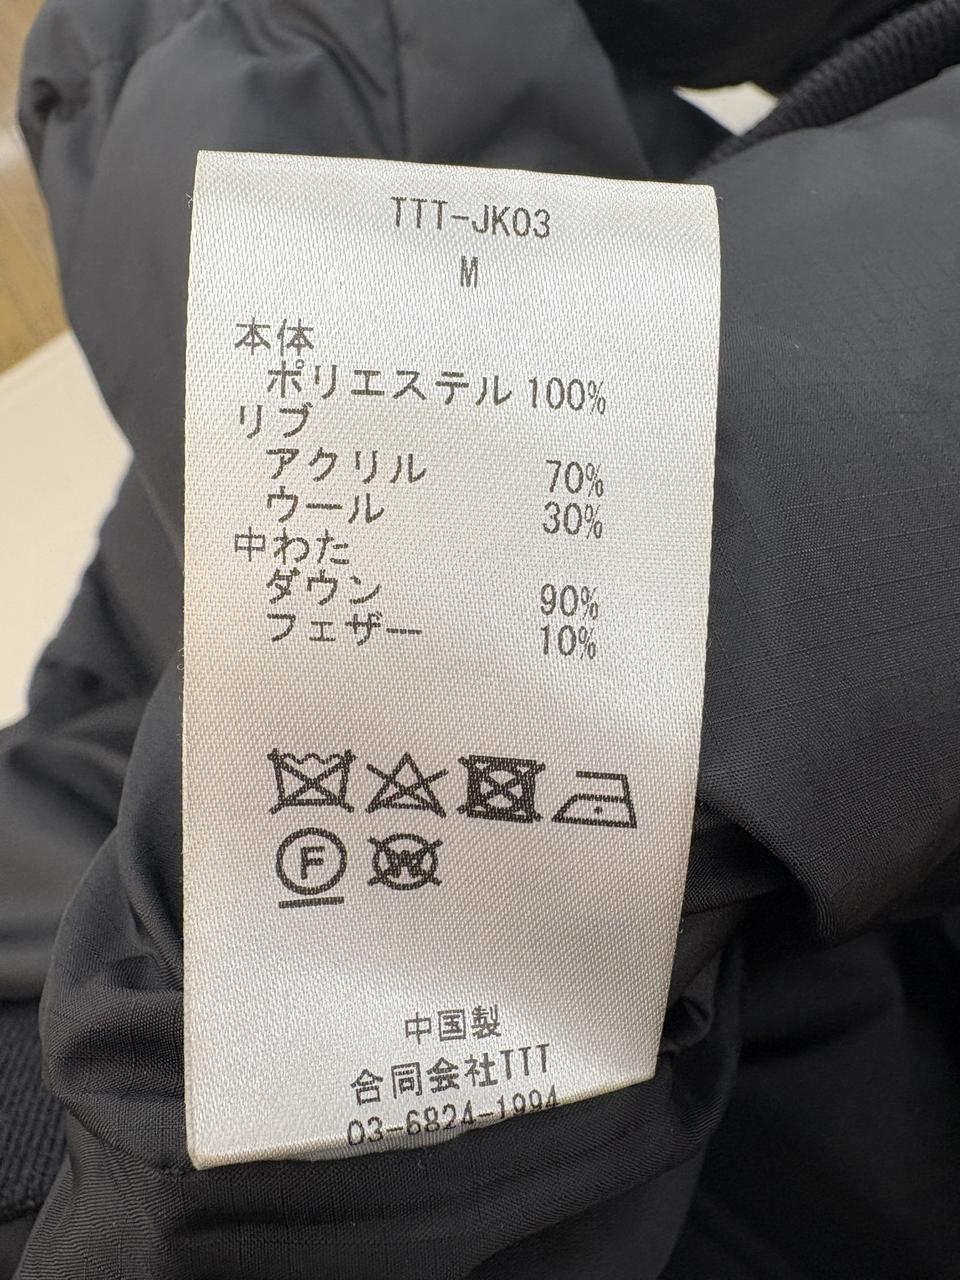 TTT-JK03
M
本体
ポリエステル 100%
リブ
アクリル 70%
ウール 30%
中わた
ダウン 90%
フェザー 10%
F
W
中国製
合同会社TTT
03-6824-1994